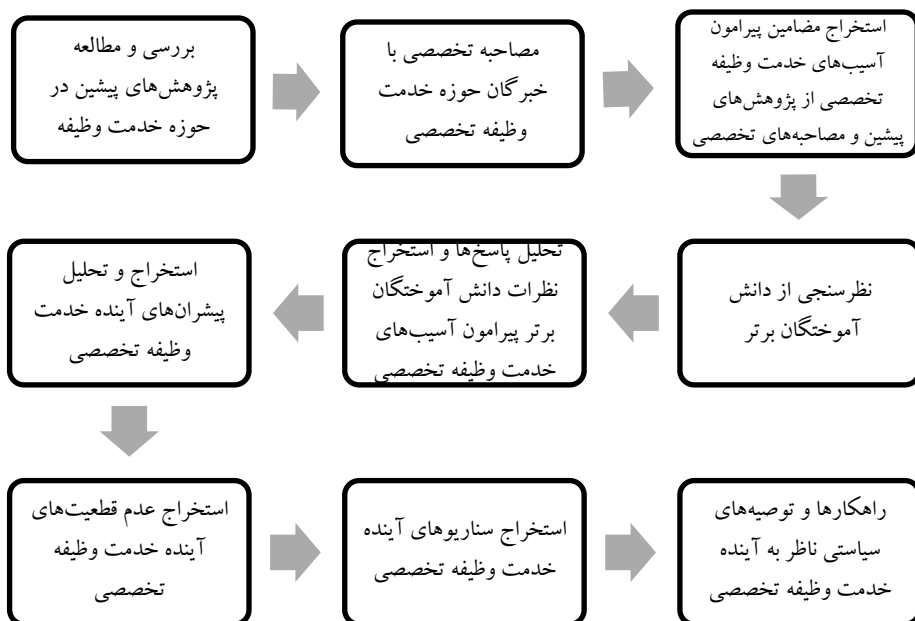 بررسی و مطالعه
پژوهش‌های پیشین در
حوزه خدمت وظیفه
مصاحبه تخصصی با
خبرگان حوزه خدمت
وظیفه تخصصی
استخراج مضامین پیرامون
آسیب‌های خدمت وظیفه
تخصصی از پژوهش‌های
پیشین و مصاحبه‌های تخصصی
نظرسنجی از دانش
آموختگان برتر
تحلیل پاسخ‌ها و استخراج
نظرات دانش آموختگان
برتر پیرامون آسیب‌های
خدمت وظیفه تخصصی
استخراج و تحلیل
پیشران‌های آینده خدمت
وظیفه تخصصی
استخراج عدم قطعیت‌های
آینده خدمت وظیفه
تخصصی
استخراج سناریوهای آینده
خدمت وظیفه تخصصی
راهکارها و توصیه‌های
سیاستی ناظر به آینده
خدمت وظیفه تخصصی